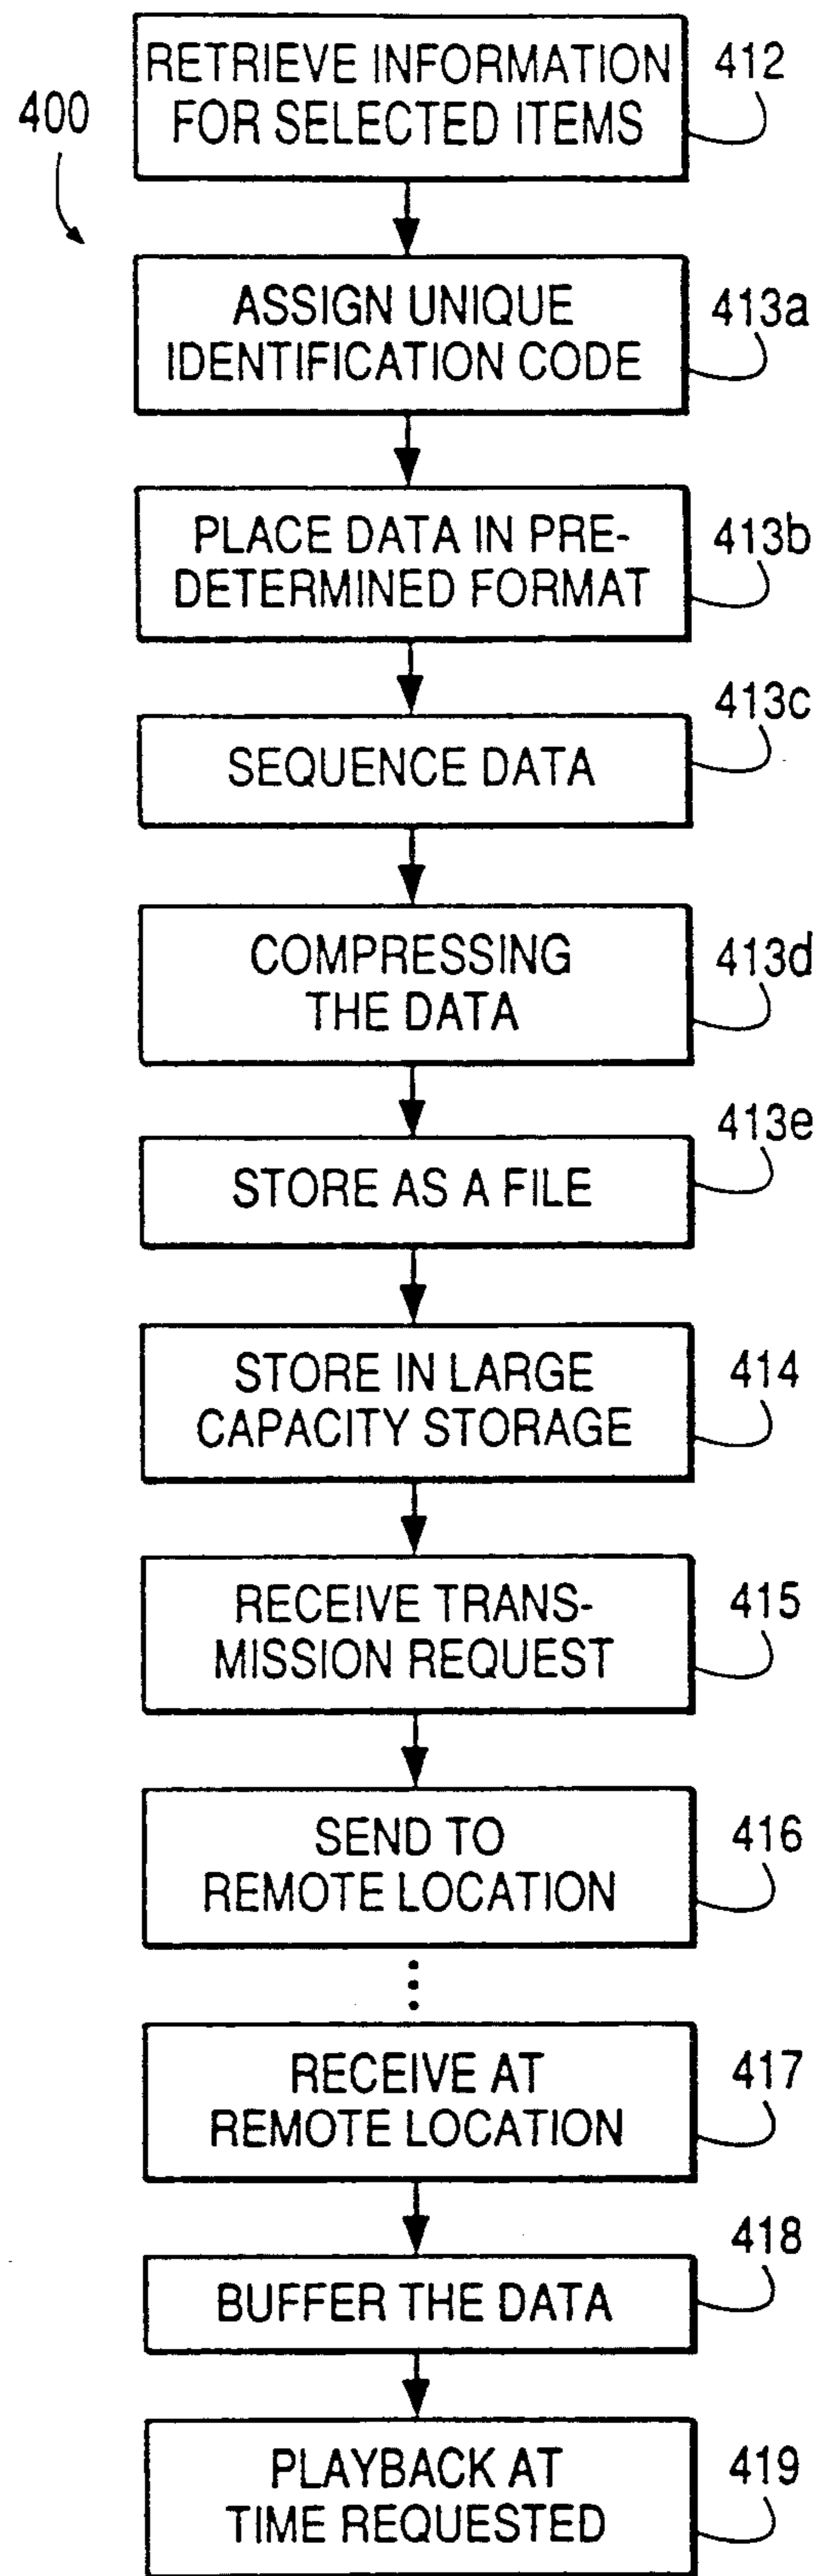 400
RETRIEVE INFORMATION
FOR SELECTED ITEMS
412
ASSIGN UNIQUE
IDENTIFICATION CODE
413a
PLACE DATA IN PRE-
DETERMINED FORMAT
413b
SEQUENCE DATA
413c
COMPRESSING
THE DATA
413d
STORE AS A FILE
413e
STORE IN LARGE
CAPACITY STORAGE
414
RECEIVE TRANS-
MISSION REQUEST
415
SEND TO
REMOTE LOCATION
416
RECEIVE AT
REMOTE LOCATION
417
BUFFER THE DATA
418
PLAYBACK AT
TIME REQUESTED
419